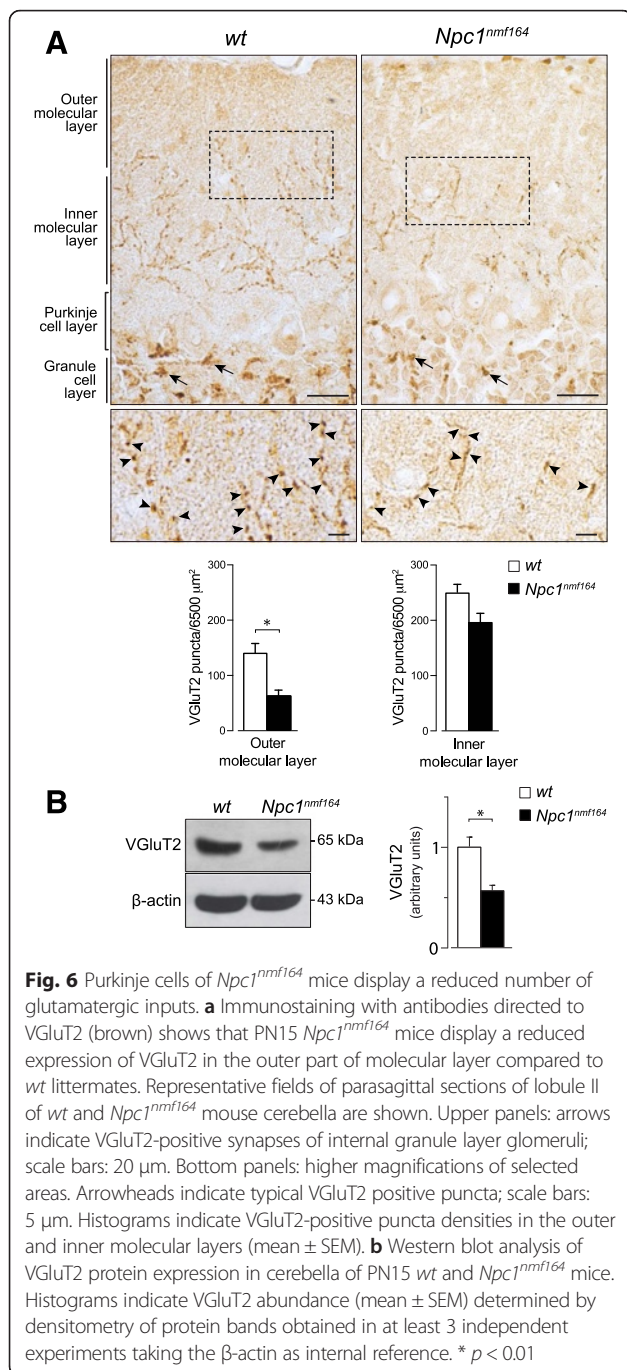 A
wt
Npc1nmf164
Outer
molecular
layer
Inner
molecular
layer
Purkinje
cell layer
Granule
cell
layer
300
200
100
0
VGluT2 puncta/6500 µm²
*
Outer
molecular layer
300
200
100
0
VGluT2 puncta/6500 µm²
Inner
molecular layer
wt
Npc1nmf164
B
wt
Npc1nmf164
VGluT2
65 kDa
β-actin
43 kDa
VGluT2
(arbitrary units)
1
0
*
wt
Npc1nmf164
Fig. 6 Purkinje cells of Npc1nmf164 mice display a reduced number of
glutamatergic inputs. a Immunostaining with antibodies directed to
VGluT2 (brown) shows that PN15 Npc1nmf164 mice display a reduced
expression of VGluT2 in the outer part of molecular layer compared to
wt littermates. Representative fields of parasagittal sections of lobule II
of wt and Npc1nmf164 mouse cerebella are shown. Upper panels: arrows
indicate VGluT2-positive synapses of internal granule layer glomeruli;
scale bars: 20 µm. Bottom panels: higher magnifications of selected
areas. Arrowheads indicate typical VGluT2 positive puncta; scale bars:
5 µm. Histograms indicate VGluT2-positive puncta densities in the outer
and inner molecular layers (mean ± SEM). b Western blot analysis of
VGluT2 protein expression in cerebella of PN15 wt and Npc1nmf164 mice.
Histograms indicate VGluT2 abundance (mean ± SEM) determined by
densitometry of protein bands obtained in at least 3 independent
experiments taking the β-actin as internal reference. * p < 0.01